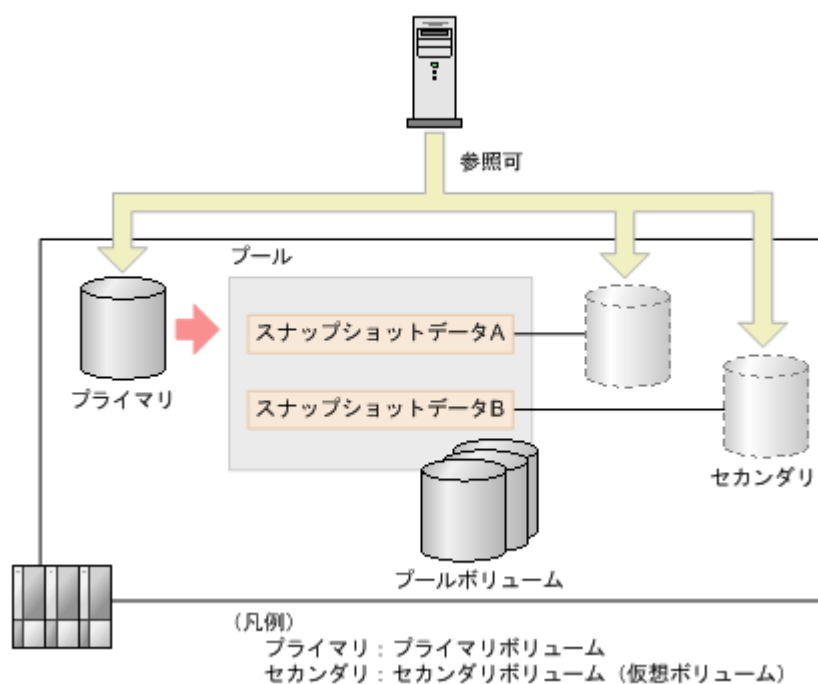 参照可
プール
スナップショットデータA
プライマリ
スナップショットデータB
セカンダリ
プールボリューム
(凡例)
プライマリ:プライマリボリューム
セカンダリ:セカンダリボリューム(仮想ボリューム)